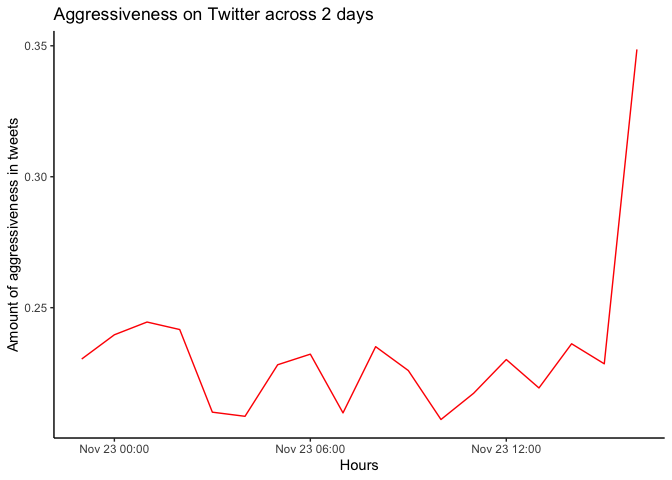 Aggressiveness on Twitter across 2 days
Amount of aggressiveness in tweets
0.35
0.30
0.25
Nov 23 00:00 Nov 23 06:00 Nov 23 12:00
Hours